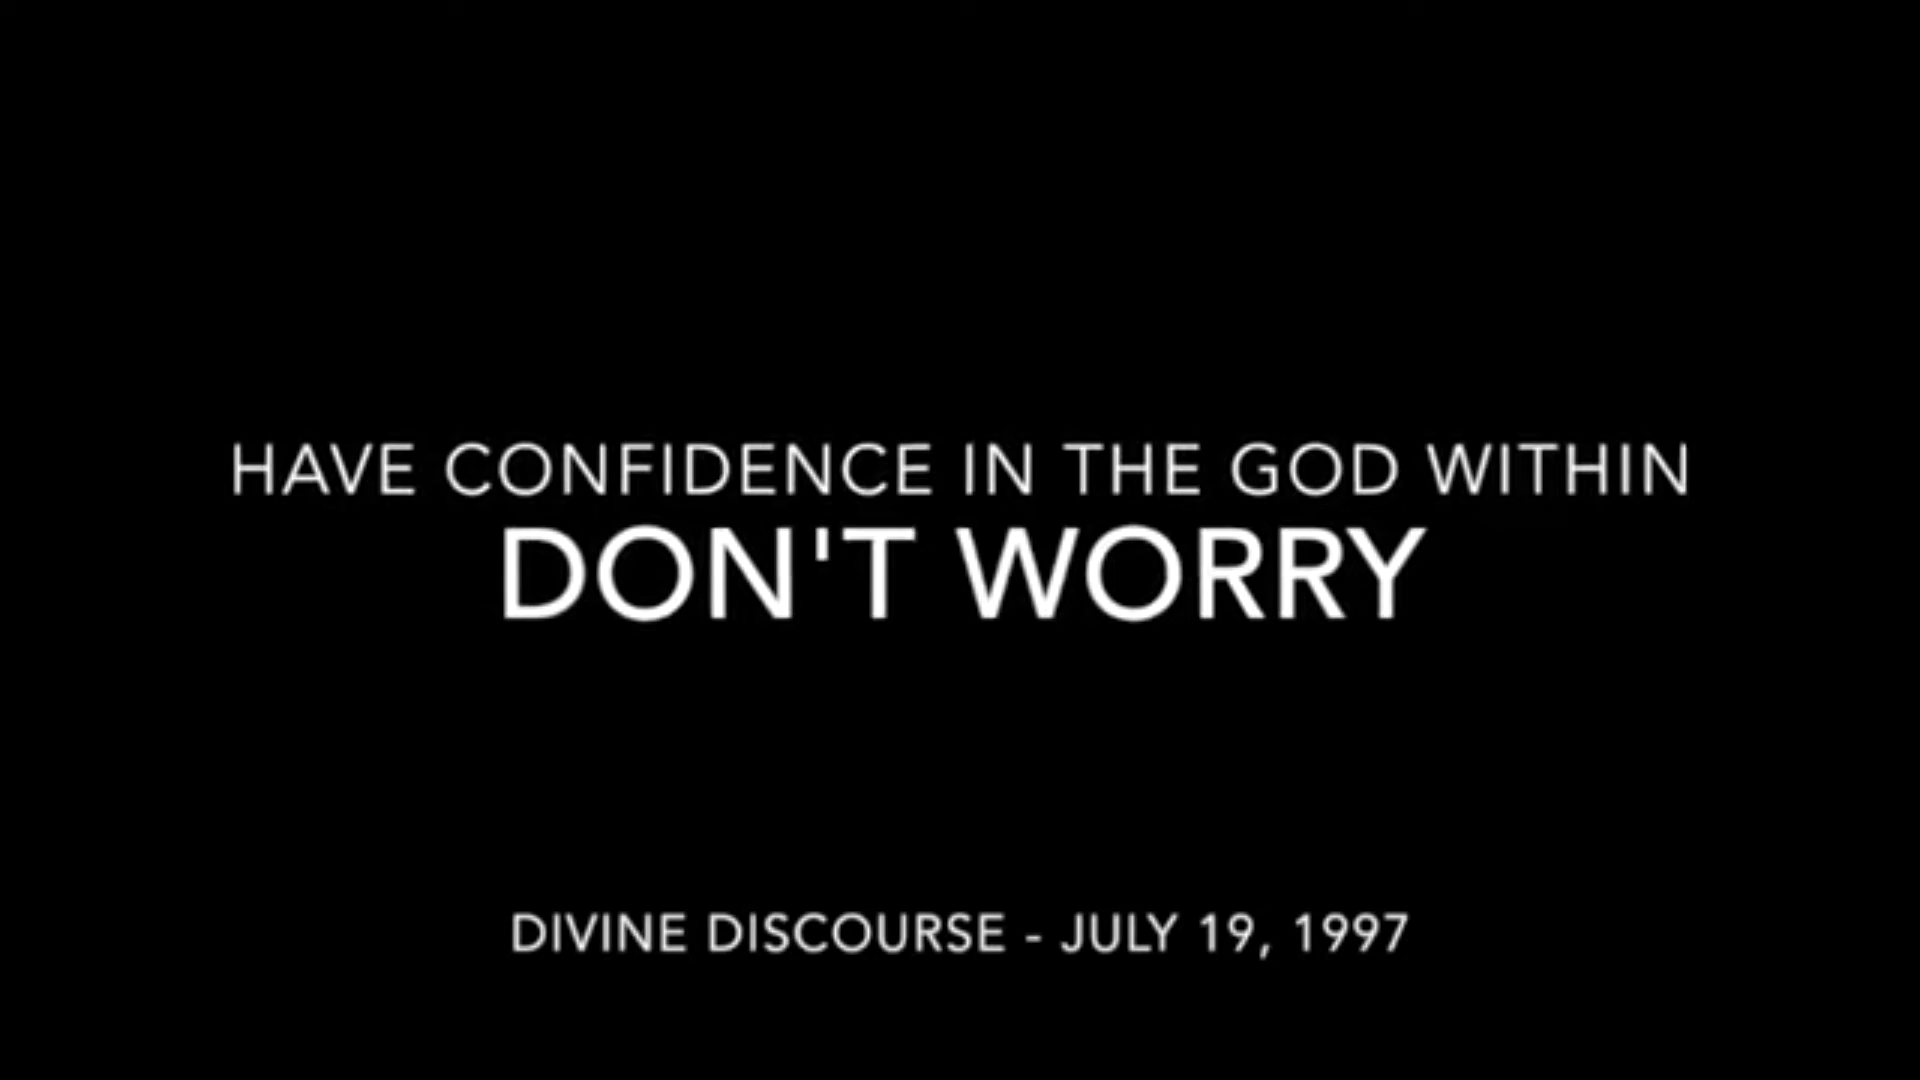 HAVE CONFIDENCE IN THE GOD WITHIN
DON'T WORRY
DIVINE DISCOURSE - JULY 19, 1997